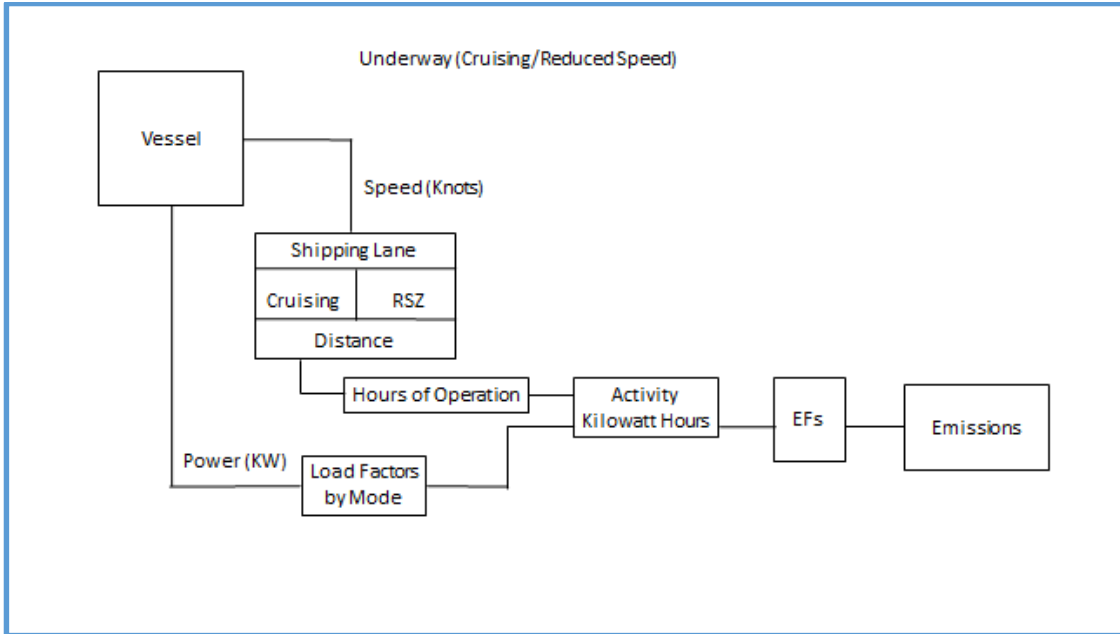 Underway (Cruising/Reduced Speed)
Vessel
Speed (Knots)
Shipping Lane
Cruising
RSZ
Distance
Hours of Operation
Activity
Kilowatt Hours
EFs
Emissions
Power (KW)
Load Factors
by Mode